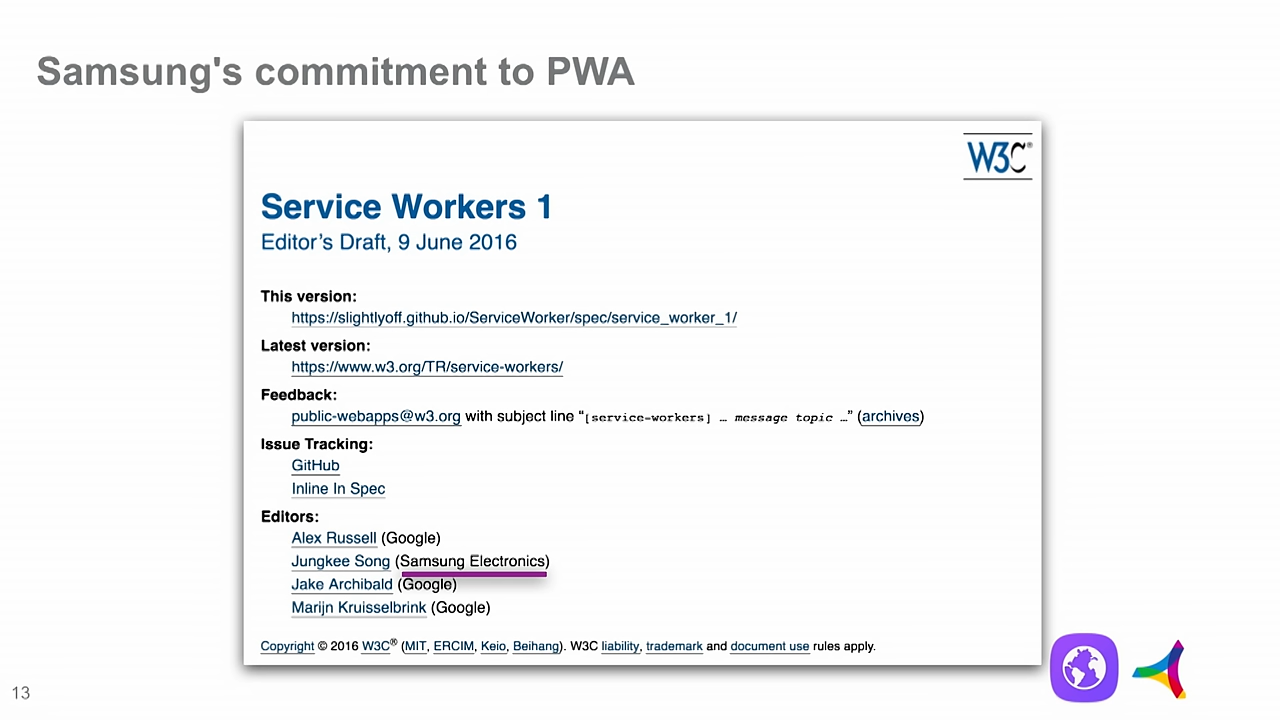 Samsung's commitment to PWA
W3C®
Service Workers 1
Editor's Draft, 9 June 2016
This version:
https://slightlyoff.github.io/ServiceWorker/spec/service_worker_1/
Latest version:
https://www.w3.org/TR/service-workers/
Feedback:
public-webapps@w3.org with subject line “[service-workers] … message topic …” (archives)
Issue Tracking:
GitHub
Inline In Spec
Editors:
Alex Russell (Google)
Jungkee Song (Samsung Electronics)
Jake Archibald (Google)
Marijn Kruisselbrink (Google)
Copyright © 2016 W3C® (MIT, ERCIM, Keio, Beihang). W3C liability, trademark and document use rules apply.
13